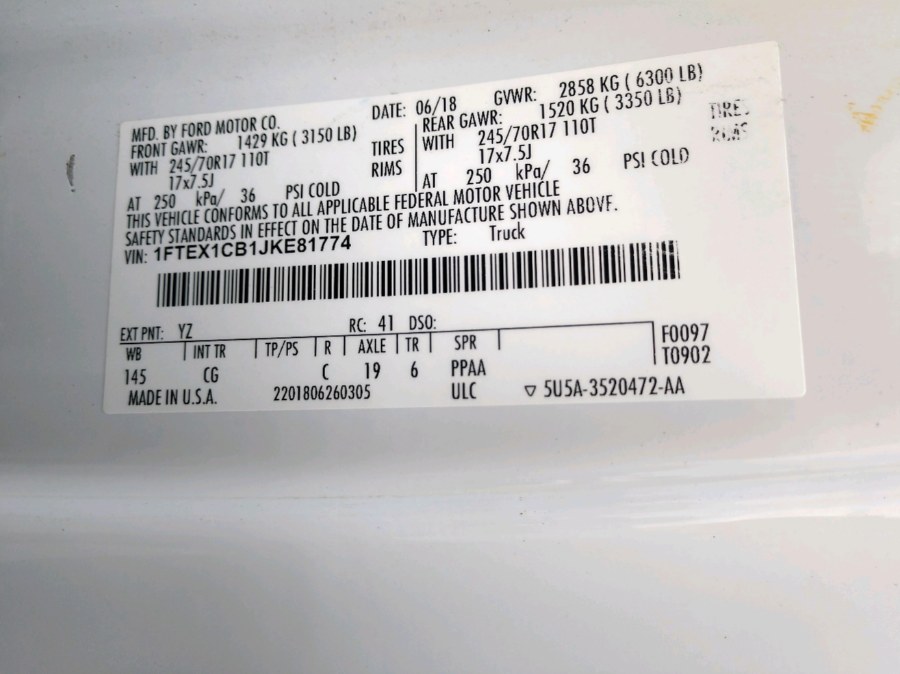 MFD. BY FORD MOTOR CO. DATE: 06/18 GVWR: 2858 KG ( 6300 LB)
FRONT GAWR: 1429 KG ( 3150 LB) REAR GAWR: 1520 KG ( 3350 LB)
WITH 245/70R17 110T TIRES WITH 245/70R17 110T TIRES
17x7.5J RIMS 17x7.5J RIMS
AT 250 kPa/ 36 PSI COLD AT 250 kPa/ 36 PSI COLD
THIS VEHICLE CONFORMS TO ALL APPLICABLE FEDERAL MOTOR VEHICLE
SAFETY STANDARDS IN EFFECT ON THE DATE OF MANUFACTURE SHOWN ABOVE.
VIN: 1FTEX1CB1JKE81774 TYPE: Truck
EXT PNT: YZ RC: 41 DSO: F0097
WB INT TR TP/PS R AXLE TR SPR T0902
145 CG C 19 6 PPAA
MADE IN U.S.A. 2201806260305 ULC ▽ 5U5A-3520472-AA